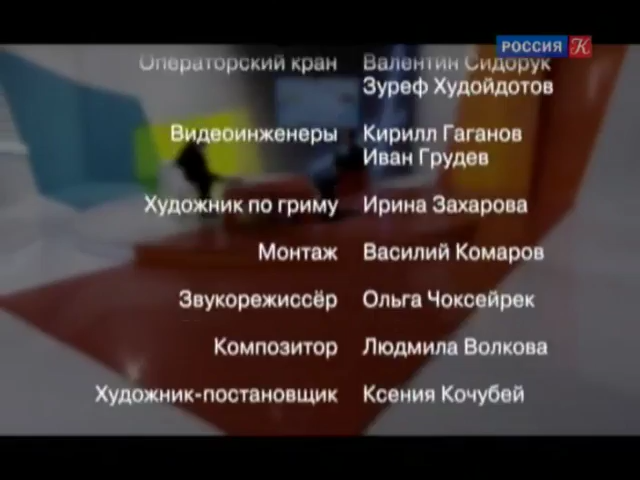 РОССИЯ К
Операторский кран Валентин Сидорук
Зуреф Худойдотов
Видеоинженеры Кирилл Гаганов
Иван Грудев
Художник по гриму Ирина Захарова
Монтаж Василий Комаров
Звукорежиссёр Ольга Чоксейрек
Композитор Людмила Волкова
Художник-постановщик Ксения Кочубей